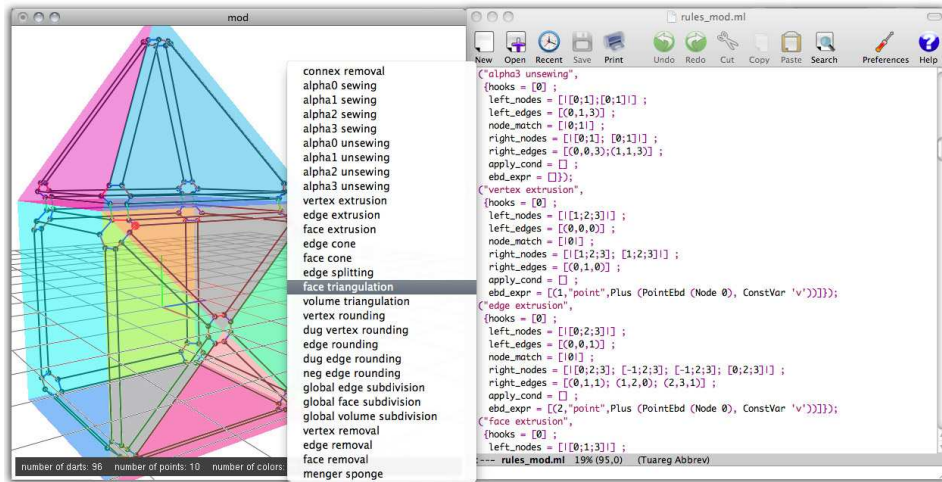 mod
connex removal
alpha0 sewing
alpha1 sewing
alpha2 sewing
alpha3 sewing
alpha0 unsewing
alpha1 unsewing
alpha2 unsewing
alpha3 unsewing
vertex extrusion
edge extrusion
face extrusion
edge cone
face cone
edge splitting
face triangulation
volume triangulation
vertex rounding
dug vertex rounding
edge rounding
dug edge rounding
neg edge rounding
global edge subdivision
global face subdivision
global volume subdivision
vertex removal
edge removal
face removal
menger sponge
number of darts: 96 number of points: 10 number of colors:
rules_mod.ml
New Open Recent Save Print Undo Redo Cut Copy Paste Search Preferences Help
("alpha3 unsewing",
{hooks = [0] ;
left_nodes = [|[0;1];[0;1]|] ;
left_edges = [(0,1,3)] ;
node_match = [|0;1|] ;
right_nodes = [|[0;1]; [0;1]|] ;
right_edges = [(0,0,3);(1,1,3)] ;
apply_cond = [] ;
ebd_expr = []});
("vertex extrusion",
{hooks = [0] ;
left_nodes = [|[1;2;3]|] ;
left_edges = [(0,0,0)] ;
node_match = [|0|] ;
right_nodes = [|[1;2;3]; [1;2;3]|] ;
right_edges = [(0,1,0)] ;
apply_cond = [] ;
ebd_expr = [(1,"point",Plus (PointEbd (Node 0), ConstVar 'v'))]});
("edge extrusion",
{hooks = [0] ;
left_nodes = [|[0;2;3]|] ;
left_edges = [(0,0,1)] ;
node_match = [|0|] ;
right_nodes = [|[0;2;3]; [-1;2;3]; [-1;2;3]; [0;2;3]|] ;
right_edges = [(0,1,1); (1,2,0); (2,3,1)] ;
apply_cond = [] ;
ebd_expr = [(2,"point",Plus (PointEbd (Node 0), ConstVar 'v'))]});
("face extrusion",
{hooks = [0] ;
left_nodes = [|[0;1;3]|] ;
:--- rules_mod.ml 19% (95,0) (Tuareg Abbrev)